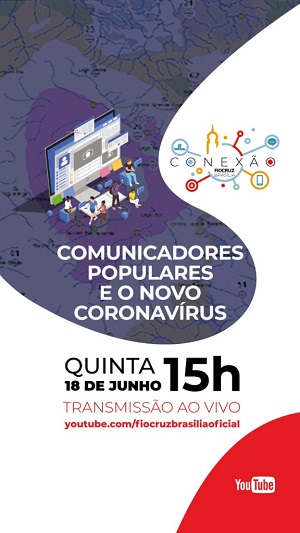 CONEXÃO
FIOCRUZ
BRASÍLIA
COMUNICADORES
POPULARES
E O NOVO
CORONAVÍRUS
QUINTA
18 DE JUNHO
15h
TRANSMISSÃO AO VIVO
youtube.com/fiocruzbrasiliaoficial
YouTube